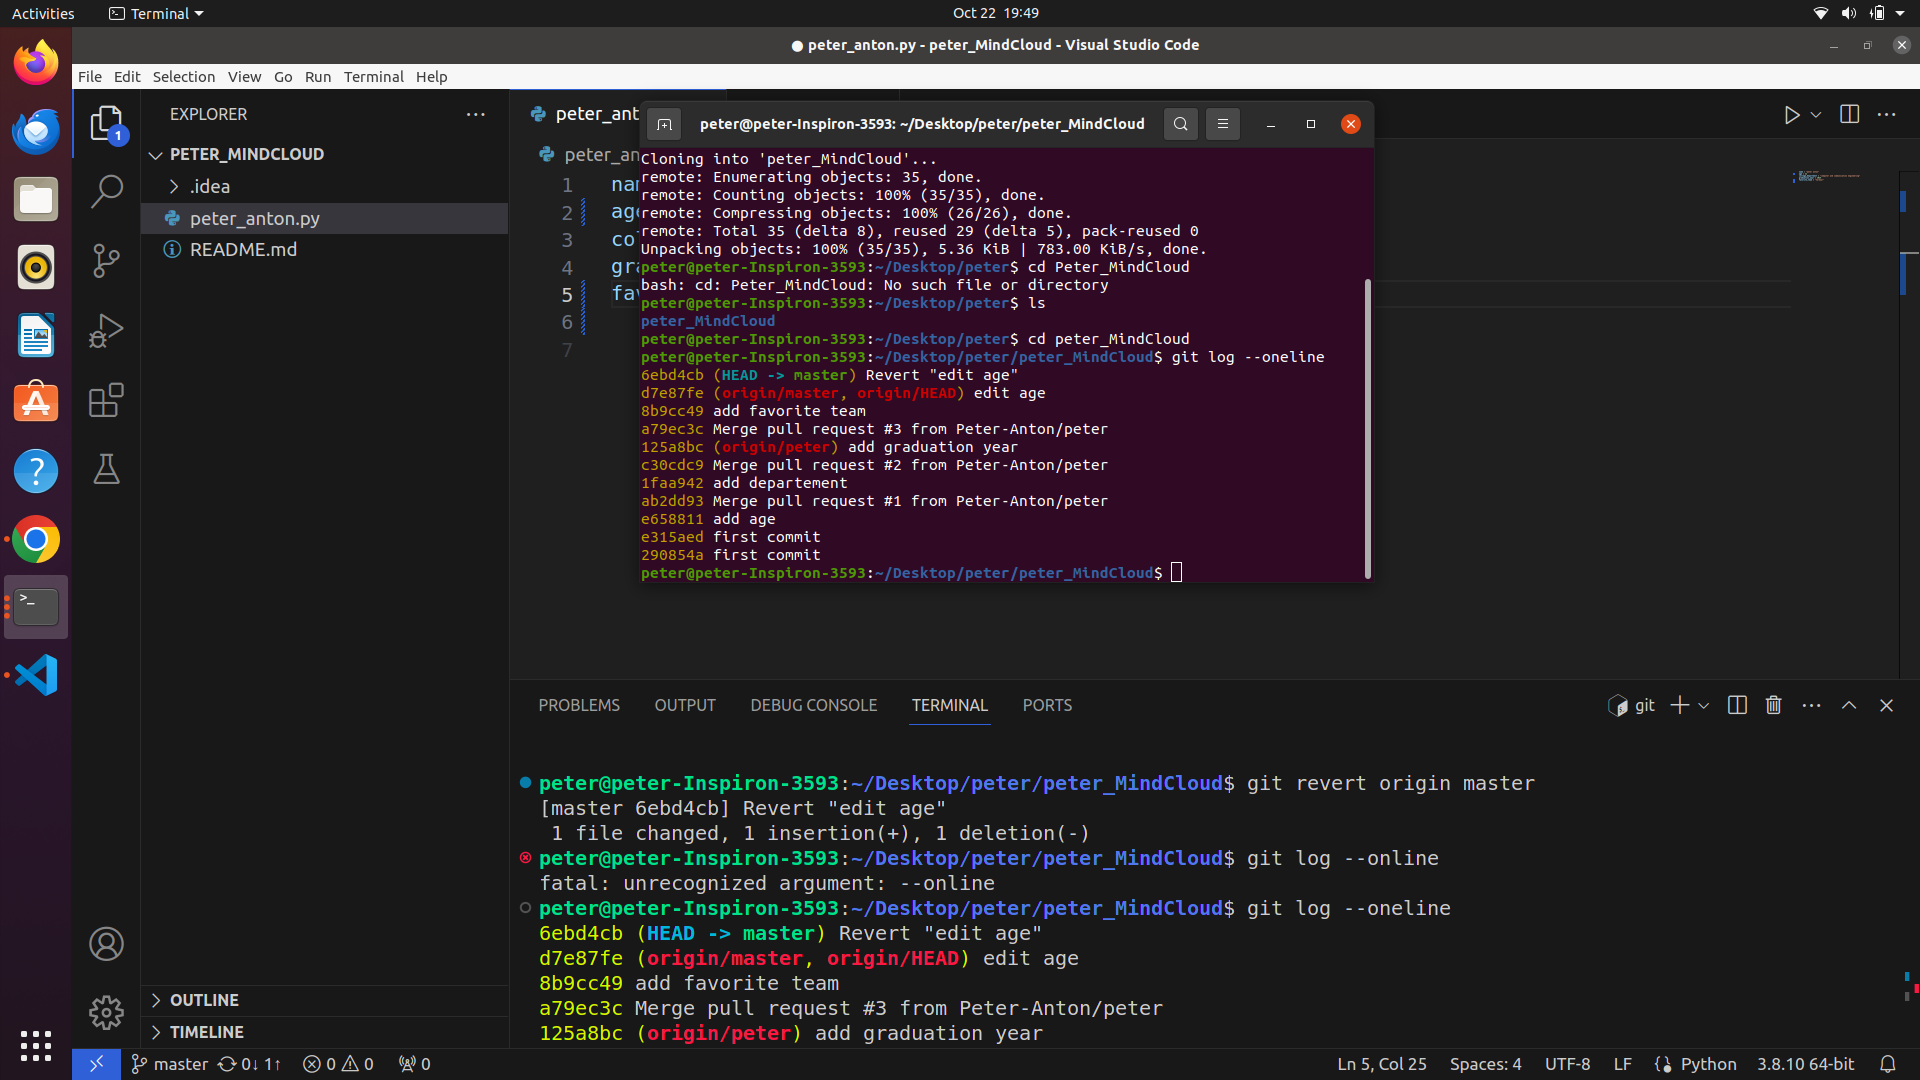 Activities
Terminal
Oct 22 19:49
peter_anton.py - peter_MindCloud - Visual Studio Code
File Edit Selection View Go Run Terminal Help
EXPLORER
1
PETER_MINDCLOUD
.idea
peter_anton.py
README.md
OUTLINE
TIMELINE
peter_ant
peter_an
1 nam
2 age
3 co
4 gra
5 fav
6
7
peter@peter-Inspiron-3593: ~/Desktop/peter/peter_MindCloud
Cloning into 'peter_MindCloud'...
remote: Enumerating objects: 35, done.
remote: Counting objects: 100% (35/35), done.
remote: Compressing objects: 100% (26/26), done.
remote: Total 35 (delta 8), reused 29 (delta 5), pack-reused 0
Unpacking objects: 100% (35/35), 5.36 KiB | 783.00 KiB/s, done.
peter@peter-Inspiron-3593:~/Desktop/peter$ cd Peter_MindCloud
bash: cd: Peter_MindCloud: No such file or directory
peter@peter-Inspiron-3593:~/Desktop/peter$ ls
peter_MindCloud
peter@peter-Inspiron-3593:~/Desktop/peter$ cd peter_MindCloud
peter@peter-Inspiron-3593:~/Desktop/peter/peter_MindCloud$ git log --oneline
6ebd4cb (HEAD -> master) Revert "edit age"
d7e87fe (origin/master, origin/HEAD) edit age
8b9cc49 add favorite team
a79ec3c Merge pull request #3 from Peter-Anton/peter
125a8bc (origin/peter) add graduation year
c30cdc9 Merge pull request #2 from Peter-Anton/peter
1faa942 add departement
ab2dd93 Merge pull request #1 from Peter-Anton/peter
e658811 add age
e315aed first commit
290854a first commit
peter@peter-Inspiron-3593:~/Desktop/peter/peter_MindCloud$
PROBLEMS OUTPUT DEBUG CONSOLE TERMINAL PORTS
git
peter@peter-Inspiron-3593:~/Desktop/peter/peter_MindCloud$ git revert origin master
[master 6ebd4cb] Revert "edit age"
1 file changed, 1 insertion(+), 1 deletion(-)
peter@peter-Inspiron-3593:~/Desktop/peter/peter_MindCloud$ git log --online
fatal: unrecognized argument: --online
peter@peter-Inspiron-3593:~/Desktop/peter/peter_MindCloud$ git log --oneline
6ebd4cb (HEAD -> master) Revert "edit age"
d7e87fe (origin/master, origin/HEAD) edit age
8b9cc49 add favorite team
a79ec3c Merge pull request #3 from Peter-Anton/peter
125a8bc (origin/peter) add graduation year
master 0↓ 1↑ 0 0 0
Ln 5, Col 25 Spaces: 4 UTF-8 LF Python 3.8.10 64-bit